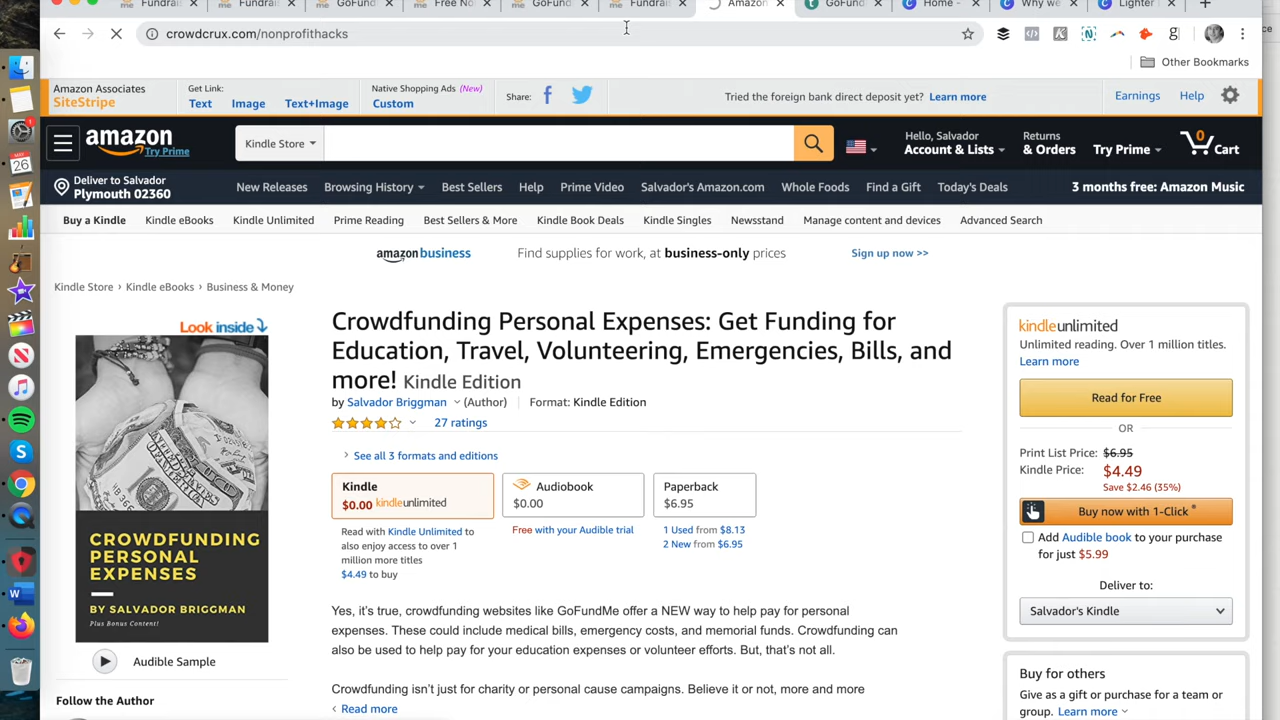 Fundrai
Fundrai
GoFund
Free No
GoFund
Fundrai
Amazon
GoFund
Home -
Why we
Lighter
crowdcrux.com/nonprofithacks
Other Bookmarks
Amazon Associates
SiteStripe
Get Link:
Text Image Text+Image
Native Shopping Ads (New)
Custom
Share:
Tried the foreign bank direct deposit yet? Learn more
Earnings Help
amazon
Try Prime
Kindle Store
Hello, Salvador
Account & Lists
Returns
& Orders
Try Prime
0
Cart
Deliver to Salvador
Plymouth 02360
New Releases Browsing History Best Sellers Help Prime Video Salvador's Amazon.com Whole Foods Find a Gift Today's Deals
3 months free: Amazon Music
Buy a Kindle Kindle eBooks Kindle Unlimited Prime Reading Best Sellers & More Kindle Book Deals Kindle Singles Newsstand Manage content and devices Advanced Search
amazon business Find supplies for work, at business-only prices Sign up now >>
Kindle Store › Kindle eBooks › Business & Money
Look inside
CROWDFUNDING
PERSONAL
EXPENSES
BY SALVADOR BRIGGMAN
Plus Bonus Content!
Audible Sample
Follow the Author
Crowdfunding Personal Expenses: Get Funding for
Education, Travel, Volunteering, Emergencies, Bills, and
more! Kindle Edition
by Salvador Briggman (Author) Format: Kindle Edition
27 ratings
› See all 3 formats and editions
Kindle
$0.00 kindleunlimited
Audiobook
$0.00
Paperback
$6.95
Read with Kindle Unlimited to
also enjoy access to over 1
million more titles
$4.49 to buy
Free with your Audible trial
1 Used from $8.13
2 New from $6.95
Yes, it's true, crowdfunding websites like GoFundMe offer a NEW way to help pay for personal
expenses. These could include medical bills, emergency costs, and memorial funds. Crowdfunding can
also be used to help pay for your education expenses or volunteer efforts. But, that's not all.
Crowdfunding isn't just for charity or personal cause campaigns. Believe it or not, more and more
‹ Read more
kindleunlimited
Unlimited reading. Over 1 million titles.
Learn more
Read for Free
OR
Print List Price: $6.95
Kindle Price: $4.49
Save $2.46 (35%)
Buy now with 1-Click ®
Add Audible book to your purchase
for just $5.99
Deliver to:
Salvador's Kindle
Buy for others
Give as a gift or purchase for a team or
group. Learn more